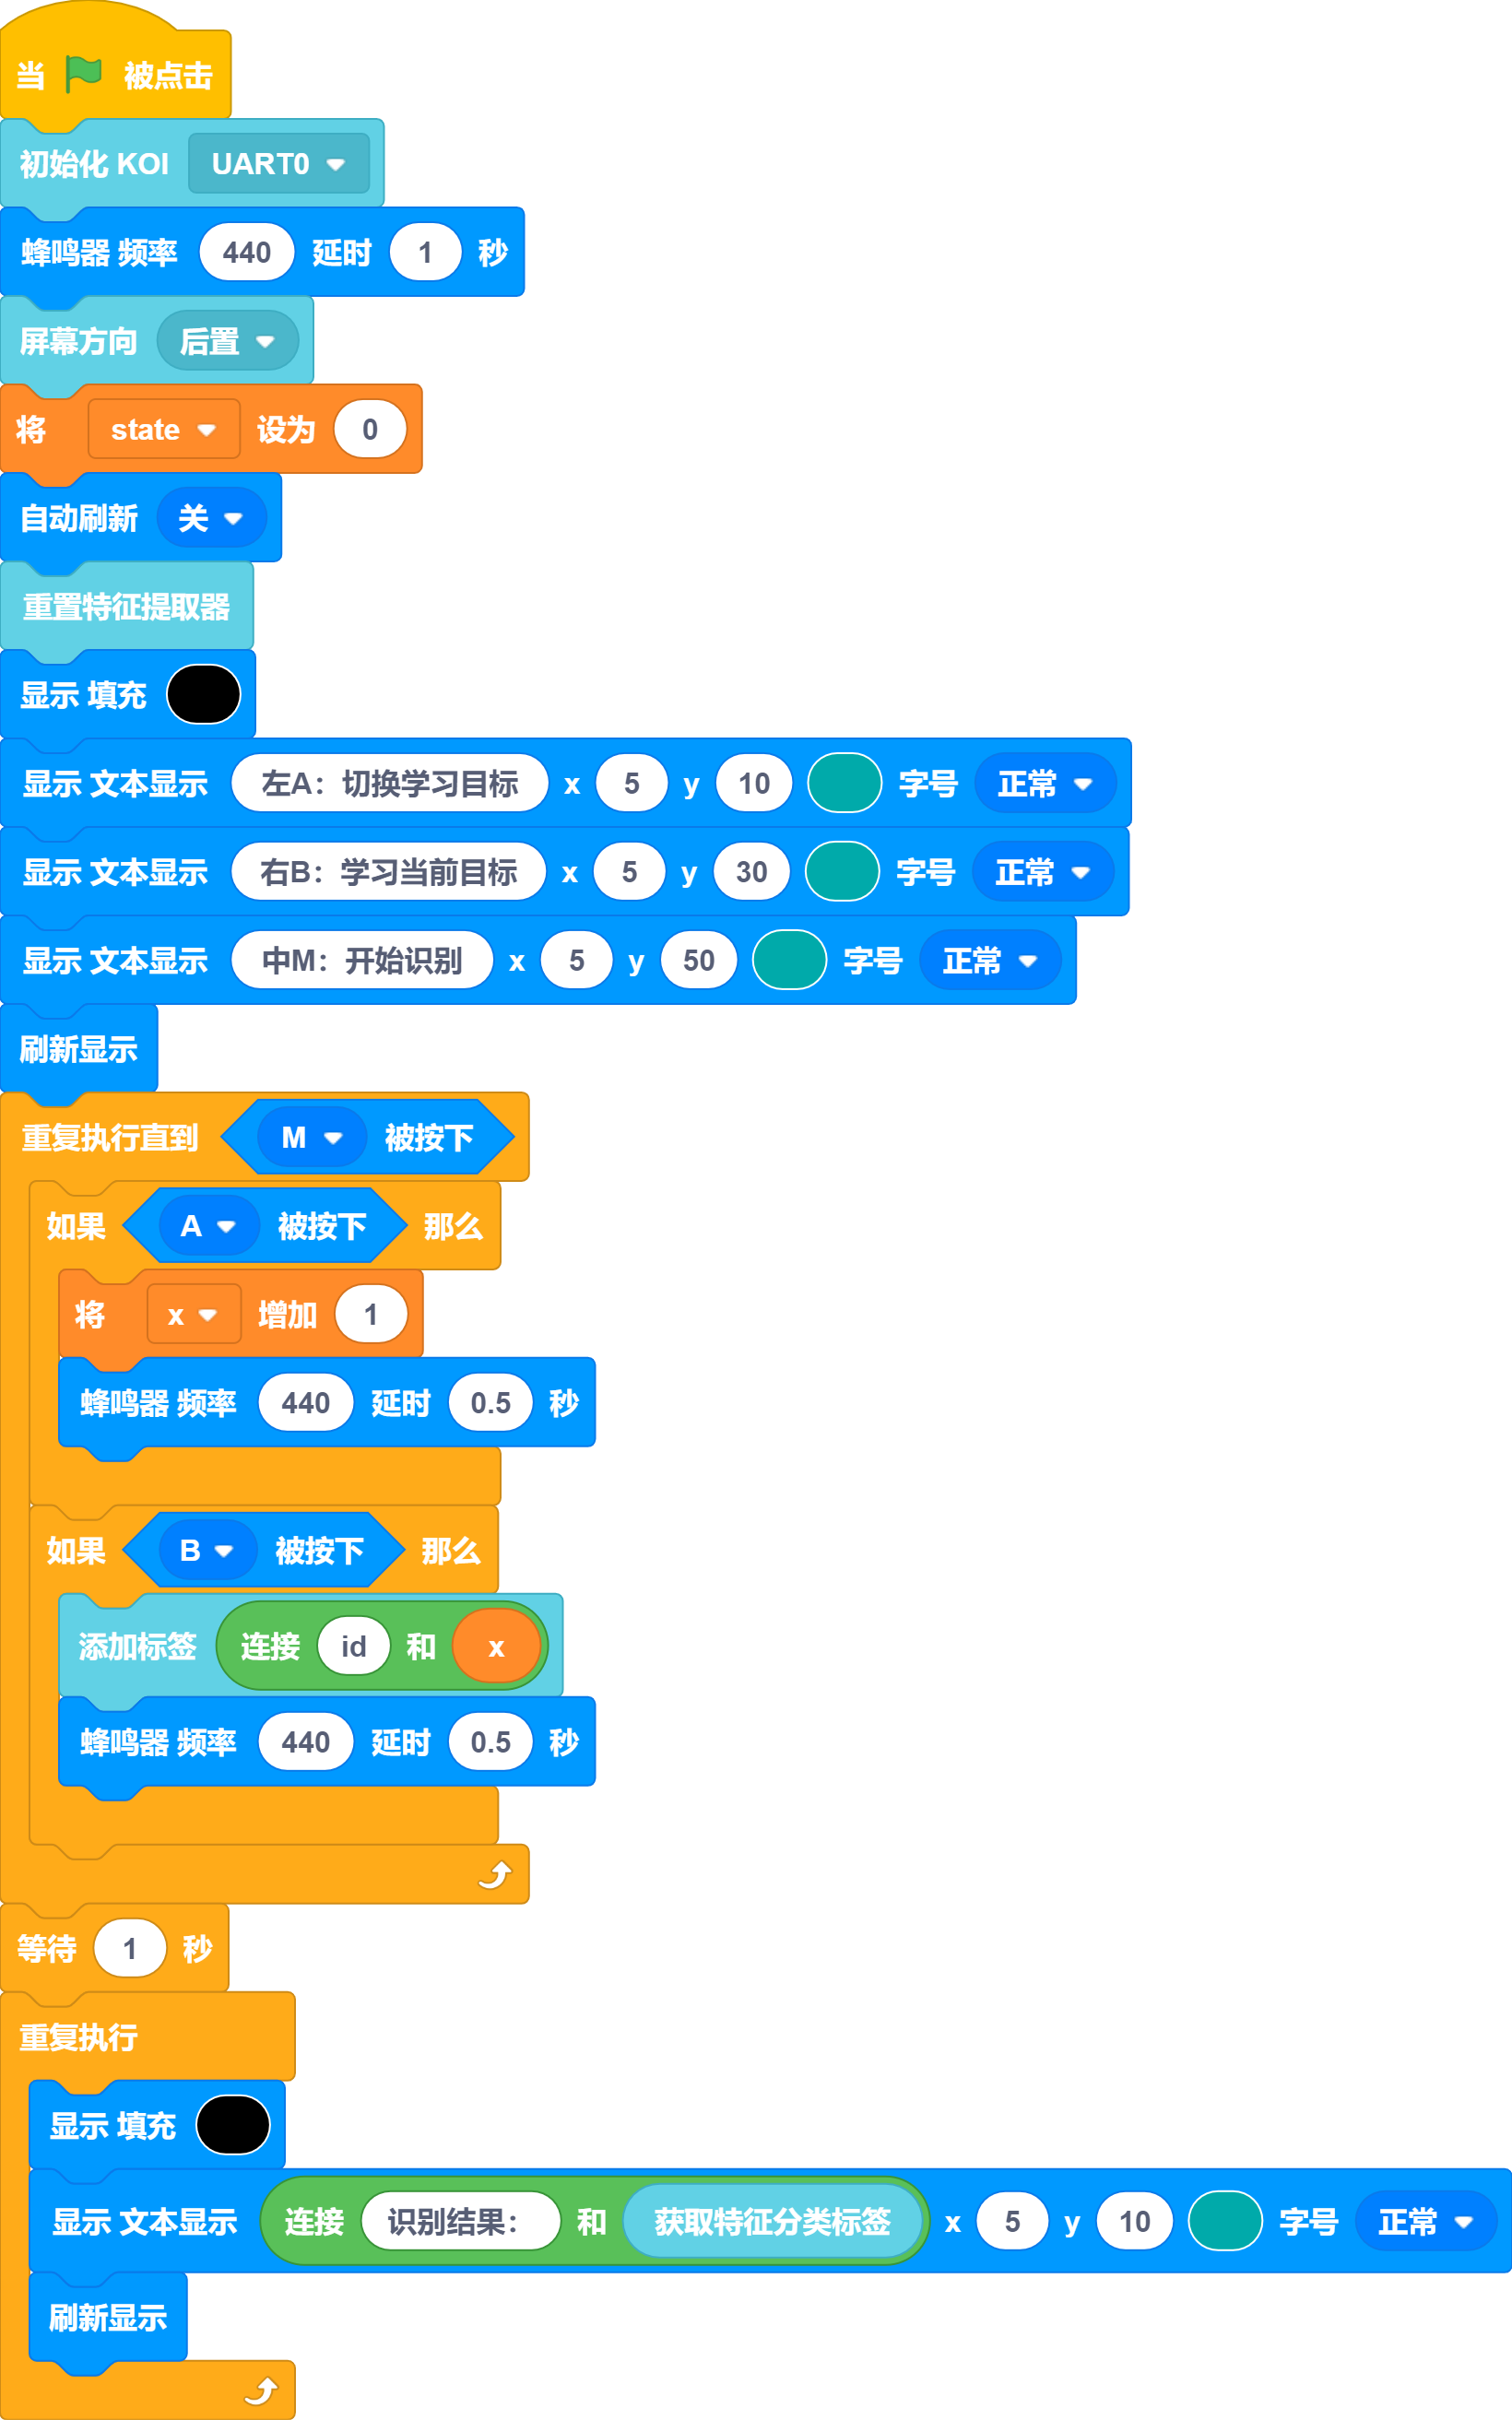 当 被点击
初始化 KOI UART0
蜂鸣器 频率 440 延时 1 秒
屏幕方向 后置
将 state 设为 0
自动刷新 关
重置特征提取器
显示 填充
显示 文本显示 左A：切换学习目标 x 5 y 10 字号 正常
显示 文本显示 右B：学习当前目标 x 5 y 30 字号 正常
显示 文本显示 中M：开始识别 x 5 y 50 字号 正常
刷新显示
重复执行直到 M 被按下
如果 A 被按下 那么
将 x 增加 1
蜂鸣器 频率 440 延时 0.5 秒
如果 B 被按下 那么
添加标签 连接 id 和 x
蜂鸣器 频率 440 延时 0.5 秒
等待 1 秒
重复执行
显示 填充
显示 文本显示 连接 识别结果： 和 获取特征分类标签 x 5 y 10 字号 正常
刷新显示